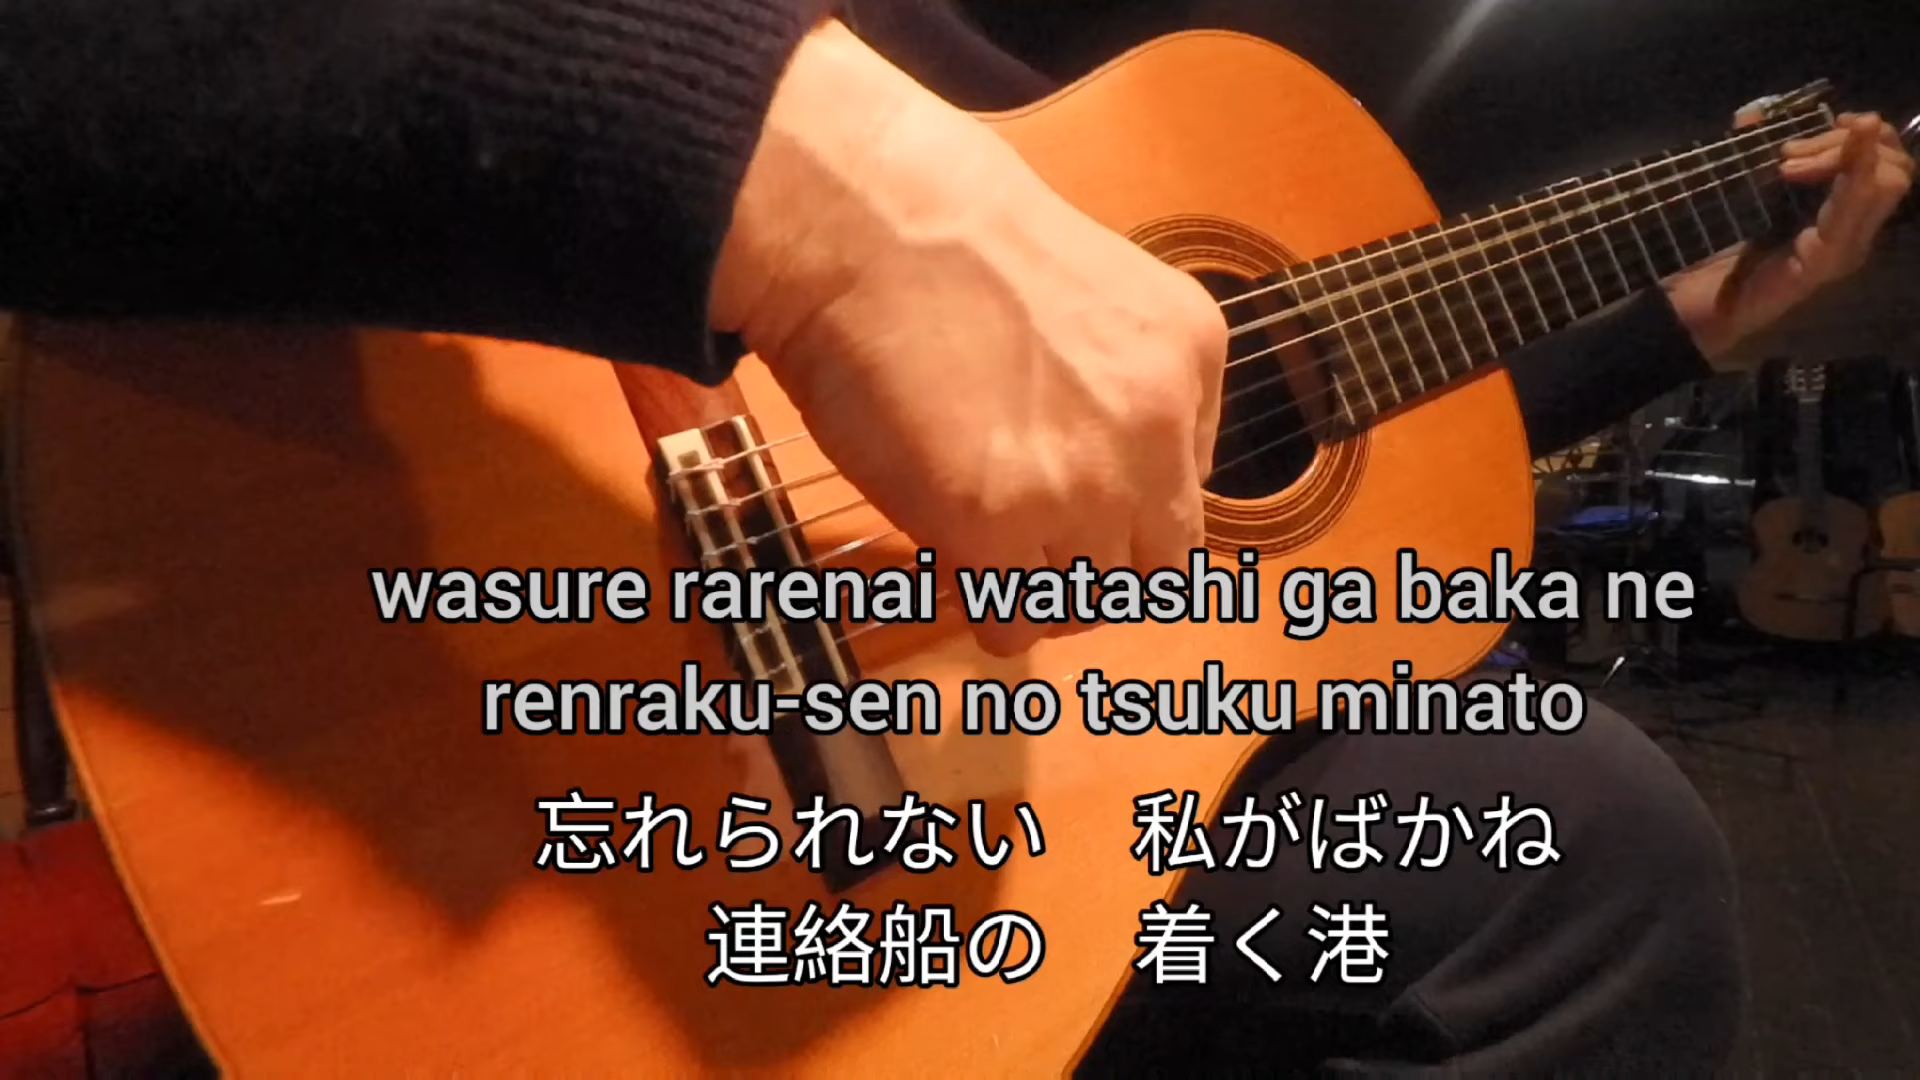 wasure rarenai watashi ga baka ne
renraku-sen no tsuku minato
忘れられない　私がばかね
連絡船の　着く港